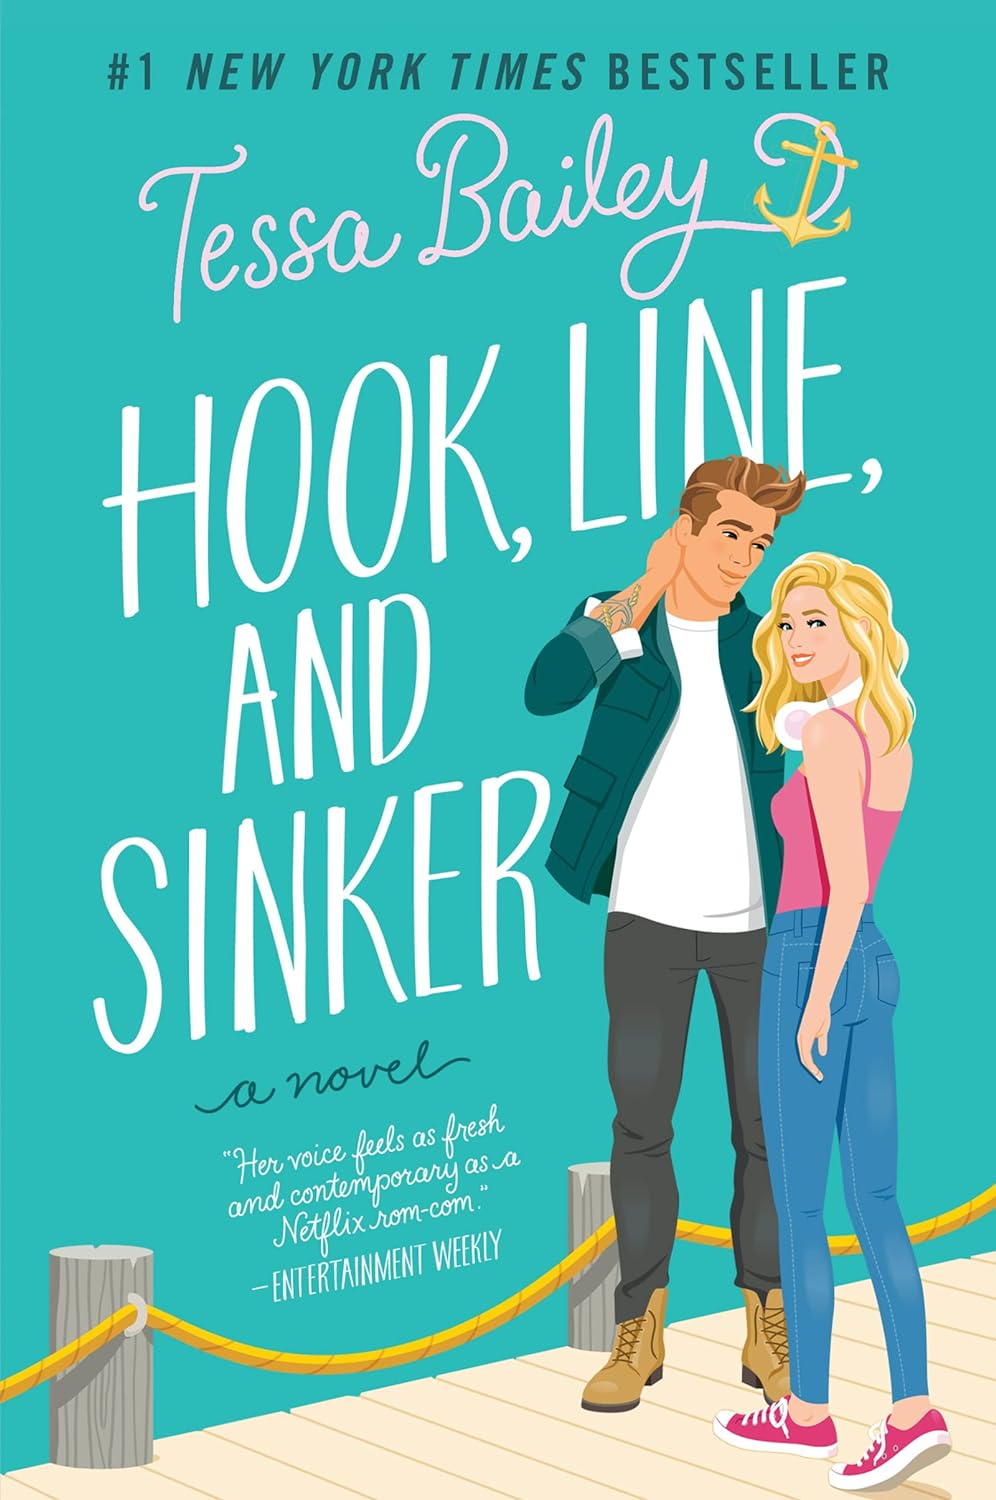 #1 NEW YORK TIMES BESTSELLER
Tessa Bailey
HOOK, LINE,
AND
SINKER
a novel
"Her voice feels as fresh
and contemporary as a
Netflix rom-com."
—ENTERTAINMENT WEEKLY